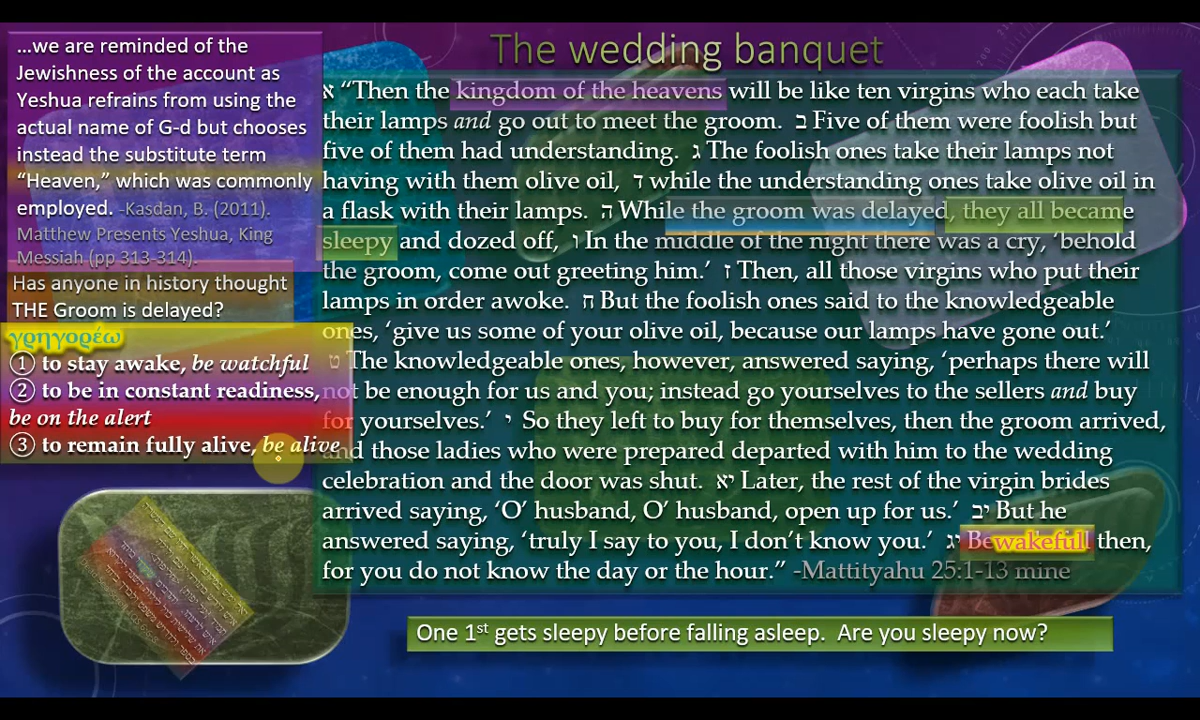 The wedding banquet
…we are reminded of the
Jewishness of the account as
Yeshua refrains from using the
actual name of G-d but chooses
instead the substitute term
“Heaven,” which was commonly
employed. -Kasdan, B. (2011).
Matthew Presents Yeshua, King
Messiah (pp 313-314).
Has anyone in history thought
THE Groom is delayed?
γρηγορέω
① to stay awake, be watchful
② to be in constant readiness,
be on the alert
③ to remain fully alive, be alive
א “Then the kingdom of the heavens will be like ten virgins who each take
their lamps and go out to meet the groom. ב Five of them were foolish but
five of them had understanding. ג The foolish ones take their lamps not
having with them olive oil, ד while the understanding ones take olive oil in
a flask with their lamps. ה While the groom was delayed, they all became
sleepy and dozed off, ו In the middle of the night there was a cry, ‘behold
the groom, come out greeting him.’ ז Then, all those virgins who put their
lamps in order awoke. ח But the foolish ones said to the knowledgeable
ones, ‘give us some of your olive oil, because our lamps have gone out.’
ט The knowledgeable ones, however, answered saying, ‘perhaps there will
not be enough for us and you; instead go yourselves to the sellers and buy
for yourselves.’ י So they left to buy for themselves, then the groom arrived,
and those ladies who were prepared departed with him to the wedding
celebration and the door was shut. יא Later, the rest of the virgin brides
arrived saying, ‘O’ husband, O’ husband, open up for us.’ יב But he
answered saying, ‘truly I say to you, I don’t know you.’ יג Be wakefull then,
for you do not know the day or the hour.” -Mattityahu 25:1-13 mine
One 1st gets sleepy before falling asleep. Are you sleepy now?